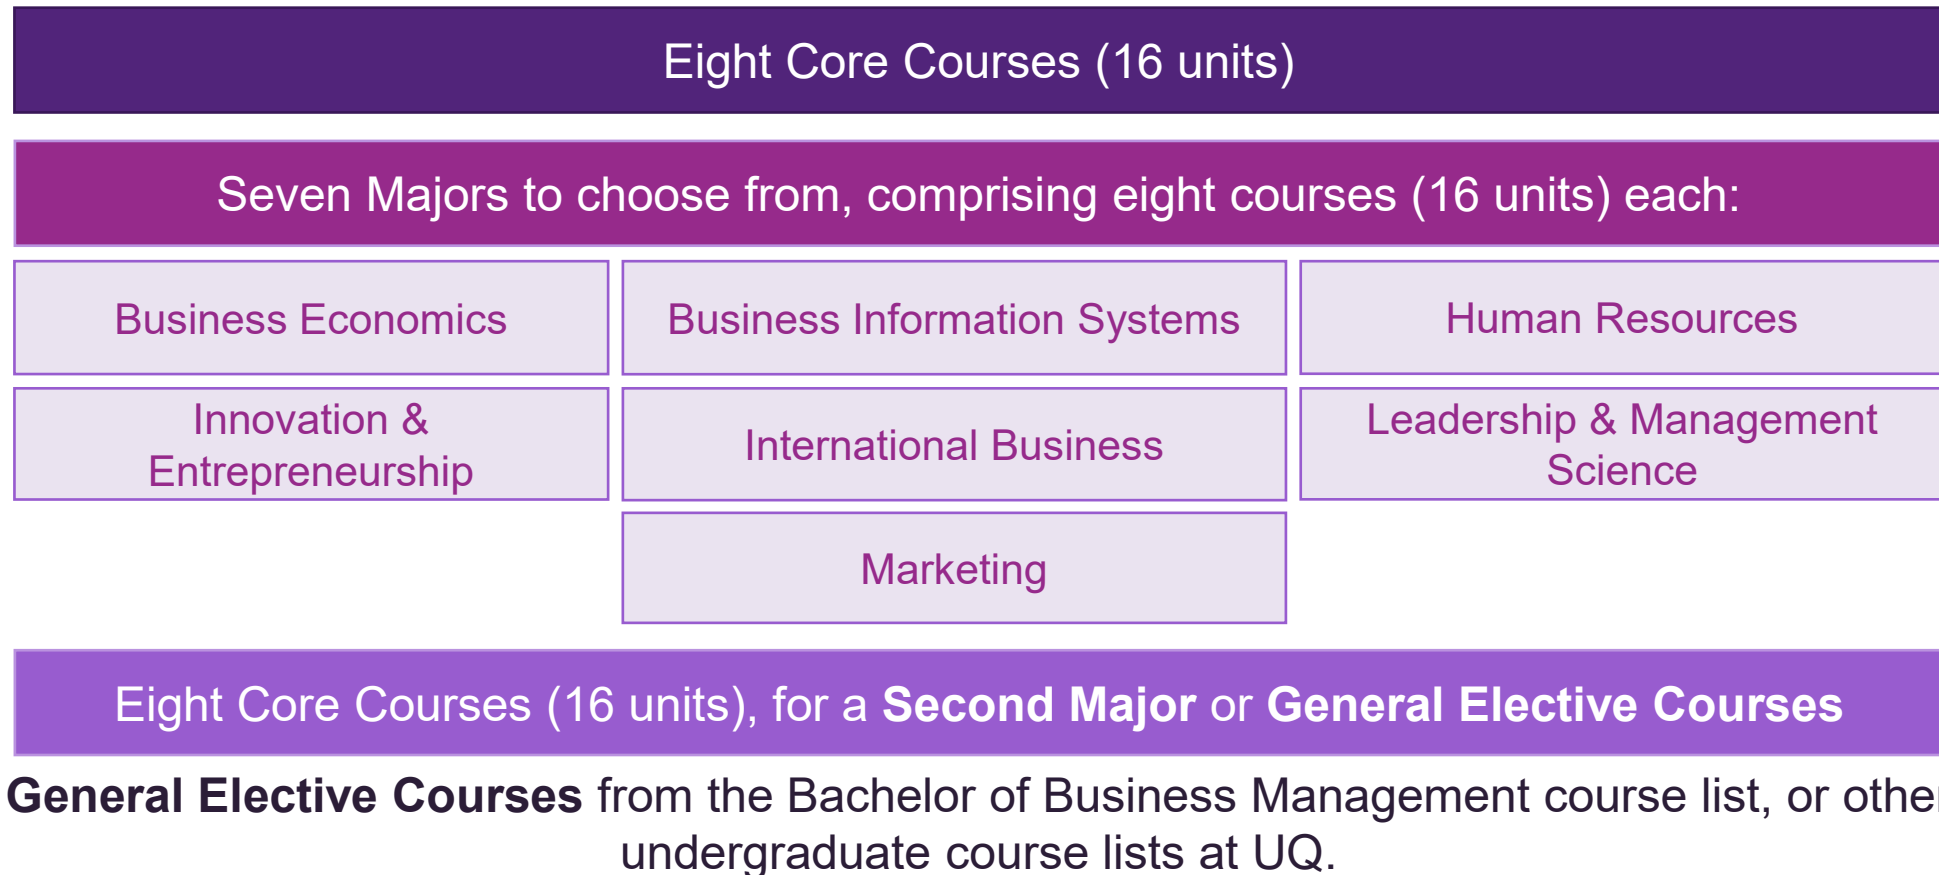 Eight Core Courses (16 units)
Seven Majors to choose from, comprising eight courses (16 units) each:
Business Economics
Business Information Systems
Human Resources
Innovation &
Entrepreneurship
International Business
Leadership & Management
Science
Marketing
Eight Core Courses (16 units), for a Second Major or General Elective Courses
General Elective Courses from the Bachelor of Business Management course list, or other
undergraduate course lists at UQ.